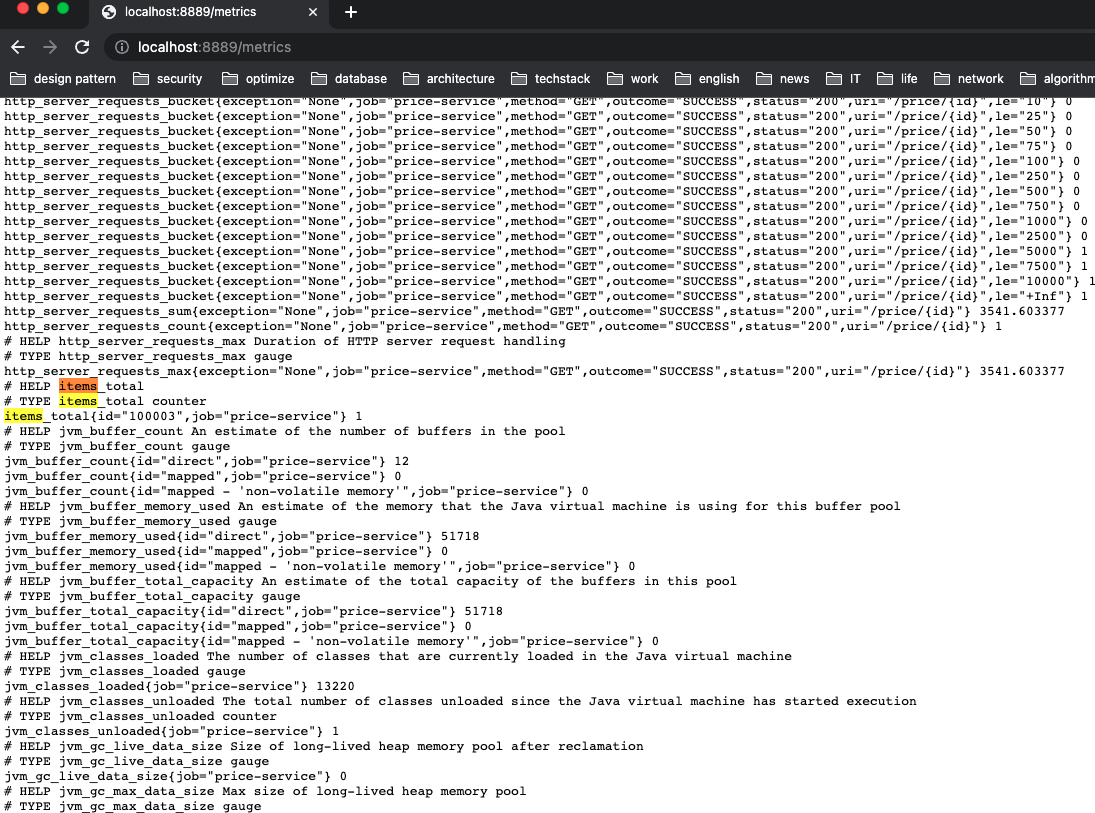 localhost:8889/metrics
localhost:8889/metrics
design pattern security optimize database architecture techstack work english news IT life network algorithm
http_server_requests_bucket{exception="None",job="price-service",method="GET",outcome="SUCCESS",status="200",uri="/price/{id}",le="10"} 0
http_server_requests_bucket{exception="None",job="price-service",method="GET",outcome="SUCCESS",status="200",uri="/price/{id}",le="25"} 0
http_server_requests_bucket{exception="None",job="price-service",method="GET",outcome="SUCCESS",status="200",uri="/price/{id}",le="50"} 0
http_server_requests_bucket{exception="None",job="price-service",method="GET",outcome="SUCCESS",status="200",uri="/price/{id}",le="75"} 0
http_server_requests_bucket{exception="None",job="price-service",method="GET",outcome="SUCCESS",status="200",uri="/price/{id}",le="100"} 0
http_server_requests_bucket{exception="None",job="price-service",method="GET",outcome="SUCCESS",status="200",uri="/price/{id}",le="250"} 0
http_server_requests_bucket{exception="None",job="price-service",method="GET",outcome="SUCCESS",status="200",uri="/price/{id}",le="500"} 0
http_server_requests_bucket{exception="None",job="price-service",method="GET",outcome="SUCCESS",status="200",uri="/price/{id}",le="750"} 0
http_server_requests_bucket{exception="None",job="price-service",method="GET",outcome="SUCCESS",status="200",uri="/price/{id}",le="1000"} 0
http_server_requests_bucket{exception="None",job="price-service",method="GET",outcome="SUCCESS",status="200",uri="/price/{id}",le="2500"} 0
http_server_requests_bucket{exception="None",job="price-service",method="GET",outcome="SUCCESS",status="200",uri="/price/{id}",le="5000"} 1
http_server_requests_bucket{exception="None",job="price-service",method="GET",outcome="SUCCESS",status="200",uri="/price/{id}",le="7500"} 1
http_server_requests_bucket{exception="None",job="price-service",method="GET",outcome="SUCCESS",status="200",uri="/price/{id}",le="10000"} 1
http_server_requests_bucket{exception="None",job="price-service",method="GET",outcome="SUCCESS",status="200",uri="/price/{id}",le="+Inf"} 1
http_server_requests_sum{exception="None",job="price-service",method="GET",outcome="SUCCESS",status="200",uri="/price/{id}"} 3541.603377
http_server_requests_count{exception="None",job="price-service",method="GET",outcome="SUCCESS",status="200",uri="/price/{id}"} 1
# HELP http_server_requests_max Duration of HTTP server request handling
# TYPE http_server_requests_max gauge
http_server_requests_max{exception="None",job="price-service",method="GET",outcome="SUCCESS",status="200",uri="/price/{id}"} 3541.603377
# HELP items_total
# TYPE items_total counter
items_total{id="100003",job="price-service"} 1
# HELP jvm_buffer_count An estimate of the number of buffers in the pool
# TYPE jvm_buffer_count gauge
jvm_buffer_count{id="direct",job="price-service"} 12
jvm_buffer_count{id="mapped",job="price-service"} 0
jvm_buffer_count{id="mapped - 'non-volatile memory'",job="price-service"} 0
# HELP jvm_buffer_memory_used An estimate of the memory that the Java virtual machine is using for this buffer pool
# TYPE jvm_buffer_memory_used gauge
jvm_buffer_memory_used{id="direct",job="price-service"} 51718
jvm_buffer_memory_used{id="mapped",job="price-service"} 0
jvm_buffer_memory_used{id="mapped - 'non-volatile memory'",job="price-service"} 0
# HELP jvm_buffer_total_capacity An estimate of the total capacity of the buffers in this pool
# TYPE jvm_buffer_total_capacity gauge
jvm_buffer_total_capacity{id="direct",job="price-service"} 51718
jvm_buffer_total_capacity{id="mapped",job="price-service"} 0
jvm_buffer_total_capacity{id="mapped - 'non-volatile memory'",job="price-service"} 0
# HELP jvm_classes_loaded The number of classes that are currently loaded in the Java virtual machine
# TYPE jvm_classes_loaded gauge
jvm_classes_loaded{job="price-service"} 13220
# HELP jvm_classes_unloaded The total number of classes unloaded since the Java virtual machine has started execution
# TYPE jvm_classes_unloaded counter
jvm_classes_unloaded{job="price-service"} 1
# HELP jvm_gc_live_data_size Size of long-lived heap memory pool after reclamation
# TYPE jvm_gc_live_data_size gauge
jvm_gc_live_data_size{job="price-service"} 0
# HELP jvm_gc_max_data_size Max size of long-lived heap memory pool
# TYPE jvm_gc_max_data_size gauge